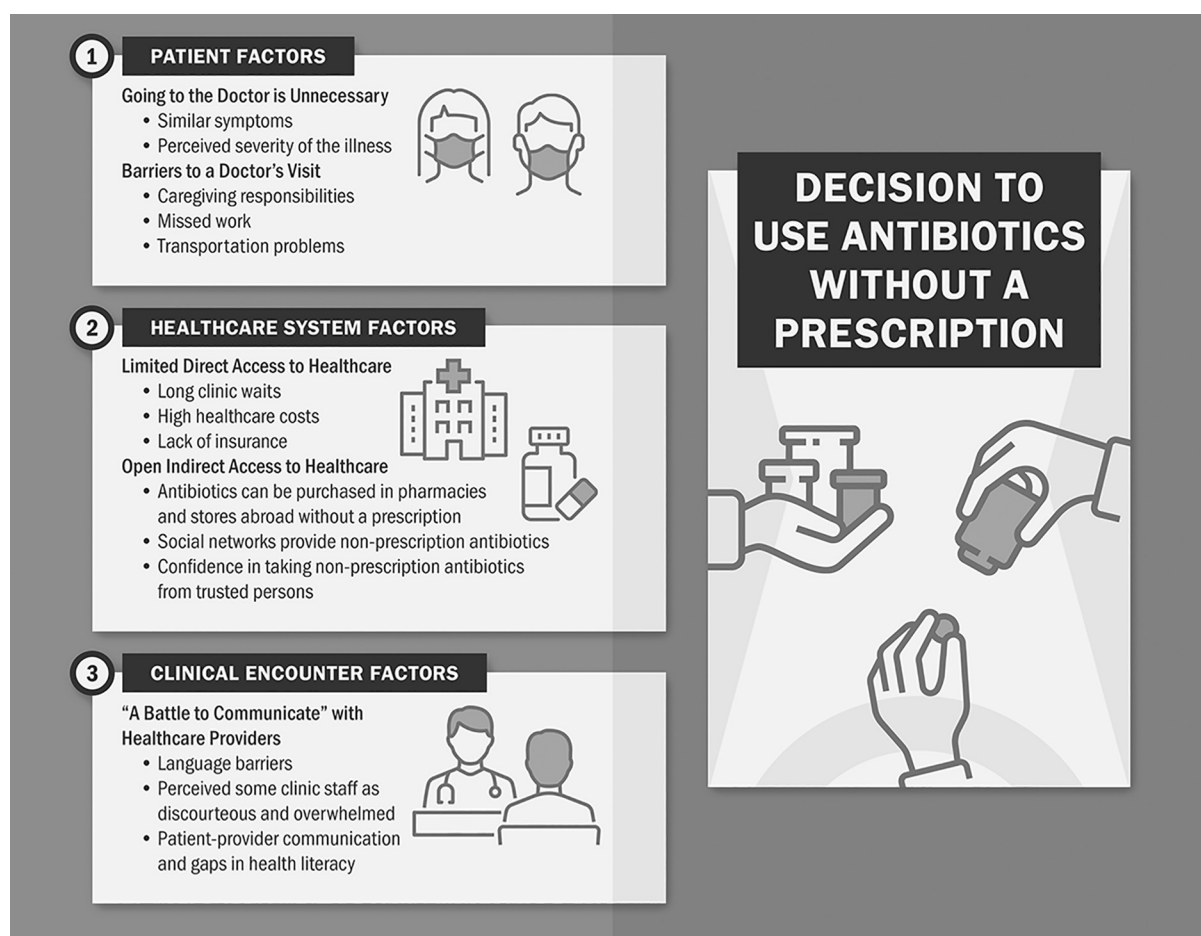 1
PATIENT FACTORS
Going to the Doctor is Unnecessary
• Similar symptoms
• Perceived severity of the illness
Barriers to a Doctor’s Visit
• Caregiving responsibilities
• Missed work
• Transportation problems
2
HEALTHCARE SYSTEM FACTORS
Limited Direct Access to Healthcare
• Long clinic waits
• High healthcare costs
• Lack of insurance
Open Indirect Access to Healthcare
• Antibiotics can be purchased in pharmacies
and stores abroad without a prescription
• Social networks provide non-prescription antibiotics
• Confidence in taking non-prescription antibiotics
from trusted persons
3
CLINICAL ENCOUNTER FACTORS
“A Battle to Communicate” with
Healthcare Providers
• Language barriers
• Perceived some clinic staff as
discourteous and overwhelmed
• Patient-provider communication
and gaps in health literacy
DECISION TO
USE ANTIBIOTICS
WITHOUT A
PRESCRIPTION